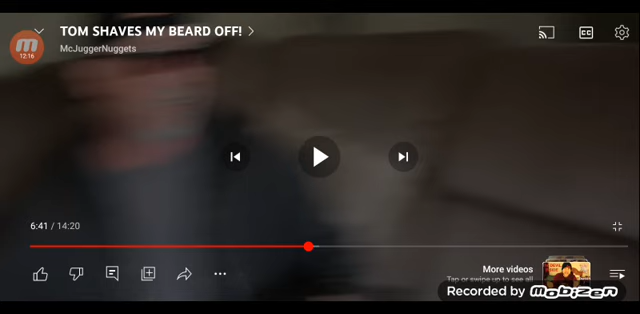 TOM SHAVES MY BEARD OFF!
McJuggerNuggets
12:16
CC
6:41 / 14:20
More videos
Tap or swipe up to see all
Recorded by Mobizen